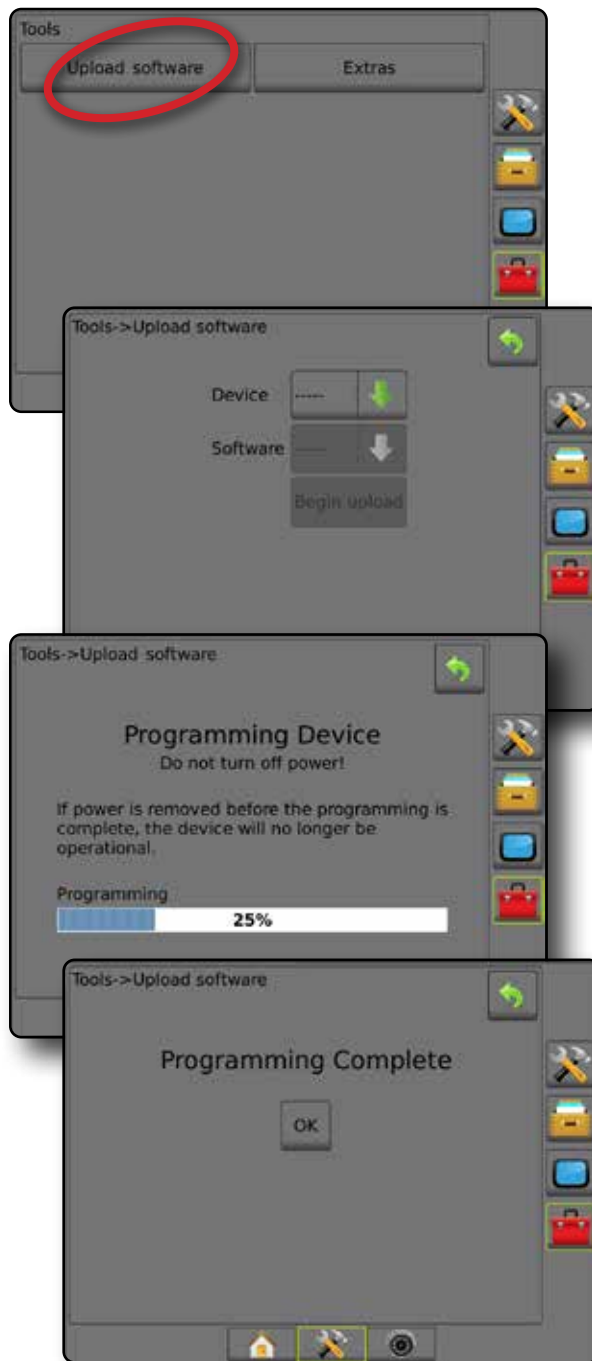 Tools
Upload software
Extras
Tools->Upload software
Device
-----
Software
-----
Begin upload
Tools->Upload software
Programming Device
Do not turn off power!
If power is removed before the programming is
complete, the device will no longer be
operational.
Programming
25%
Tools->Upload software
Programming Complete
OK